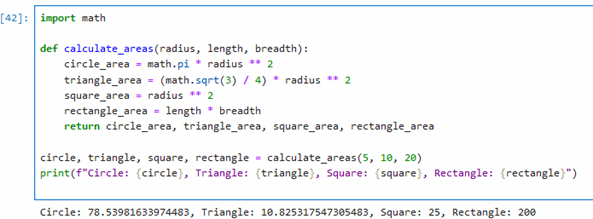 [42]: import math
def calculate_areas(radius, length, breadth):
    circle_area = math.pi * radius ** 2
    triangle_area = (math.sqrt(3) / 4) * radius ** 2
    square_area = radius ** 2
    rectangle_area = length * breadth
    return circle_area, triangle_area, square_area, rectangle_area
circle, triangle, square, rectangle = calculate_areas(5, 10, 20)
print(f"Circle: {circle}, Triangle: {triangle}, Square: {square}, Rectangle: {rectangle}")
Circle: 78.53981633974483, Triangle: 10.825317547305483, Square: 25, Rectangle: 200